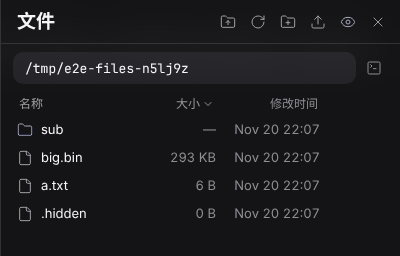 文件
/tmp/e2e-files-n5lj9z
名称 大小 修改时间
sub — Nov 20 22:07
big.bin 293 KB Nov 20 22:07
a.txt 6 B Nov 20 22:07
.hidden 0 B Nov 20 22:07